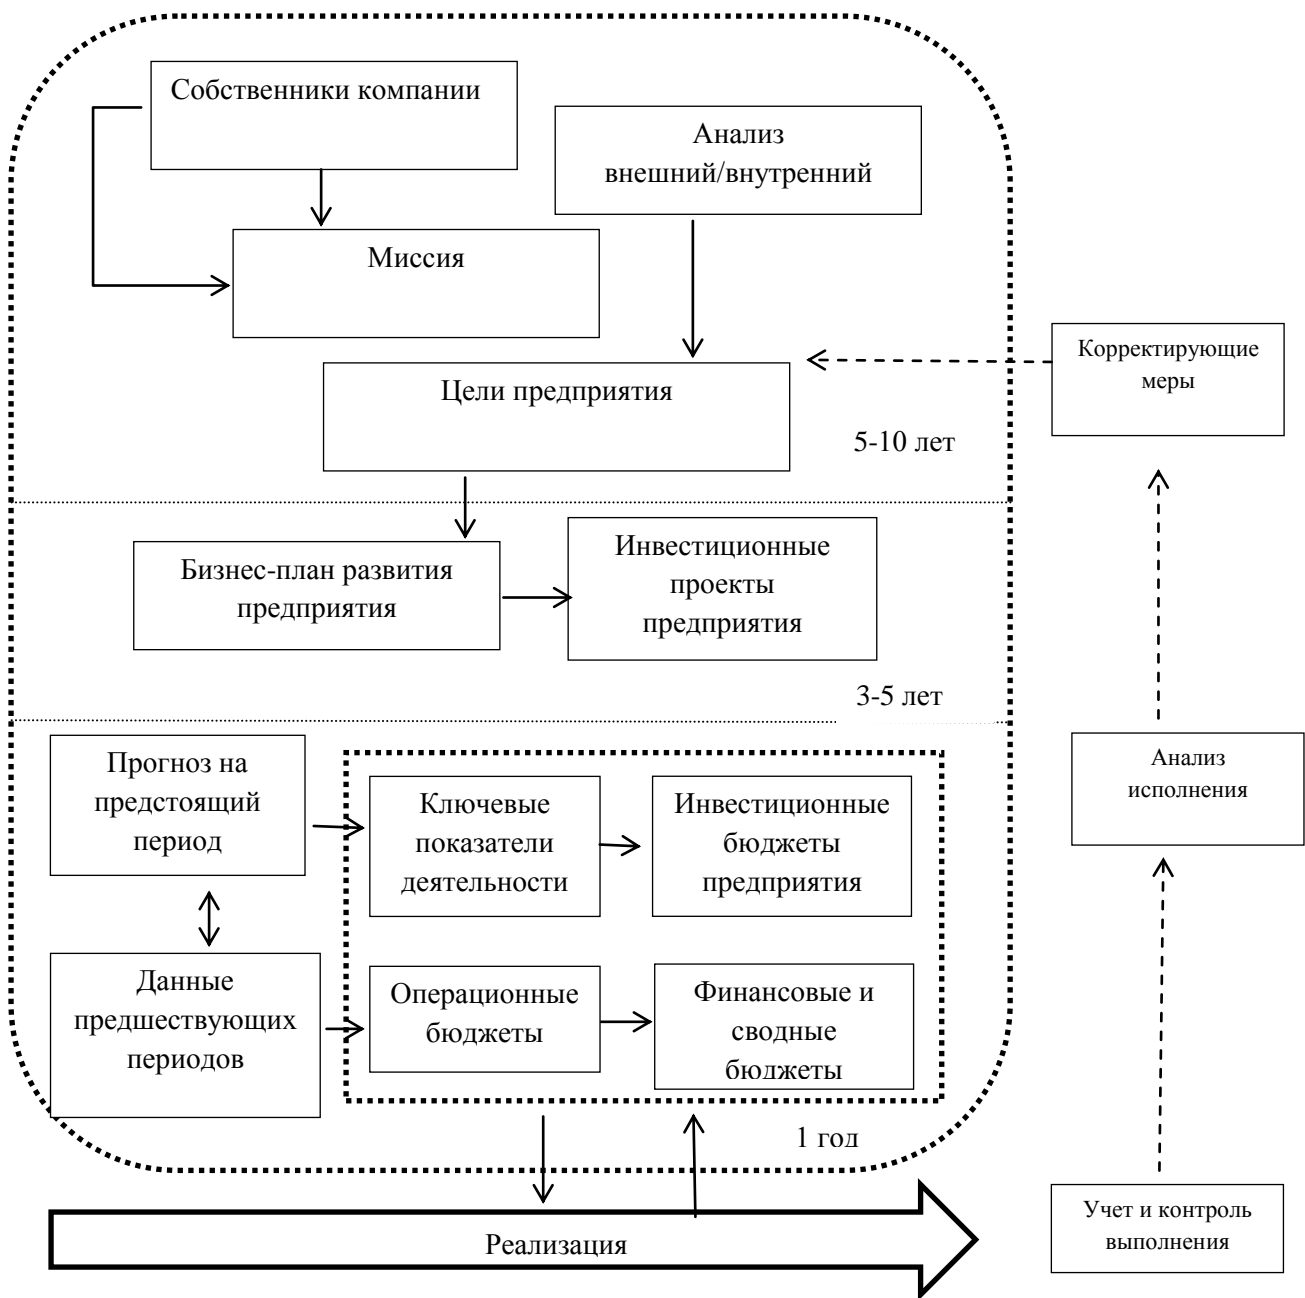 Собственники компании
Анализ
внешний/внутренний
Миссия
Корректирующие
меры
Цели предприятия
5-10 лет
Бизнес-план развития
предприятия
Инвестиционные
проекты
предприятия
3-5 лет
Прогноз на
предстоящий
период
Ключевые
показатели
деятельности
Инвестиционные
бюджеты
предприятия
Анализ
исполнения
Данные
предшествующих
периодов
Операционные
бюджеты
Финансовые и
сводные
бюджеты
1 год
Учет и контроль
выполнения
Реализация